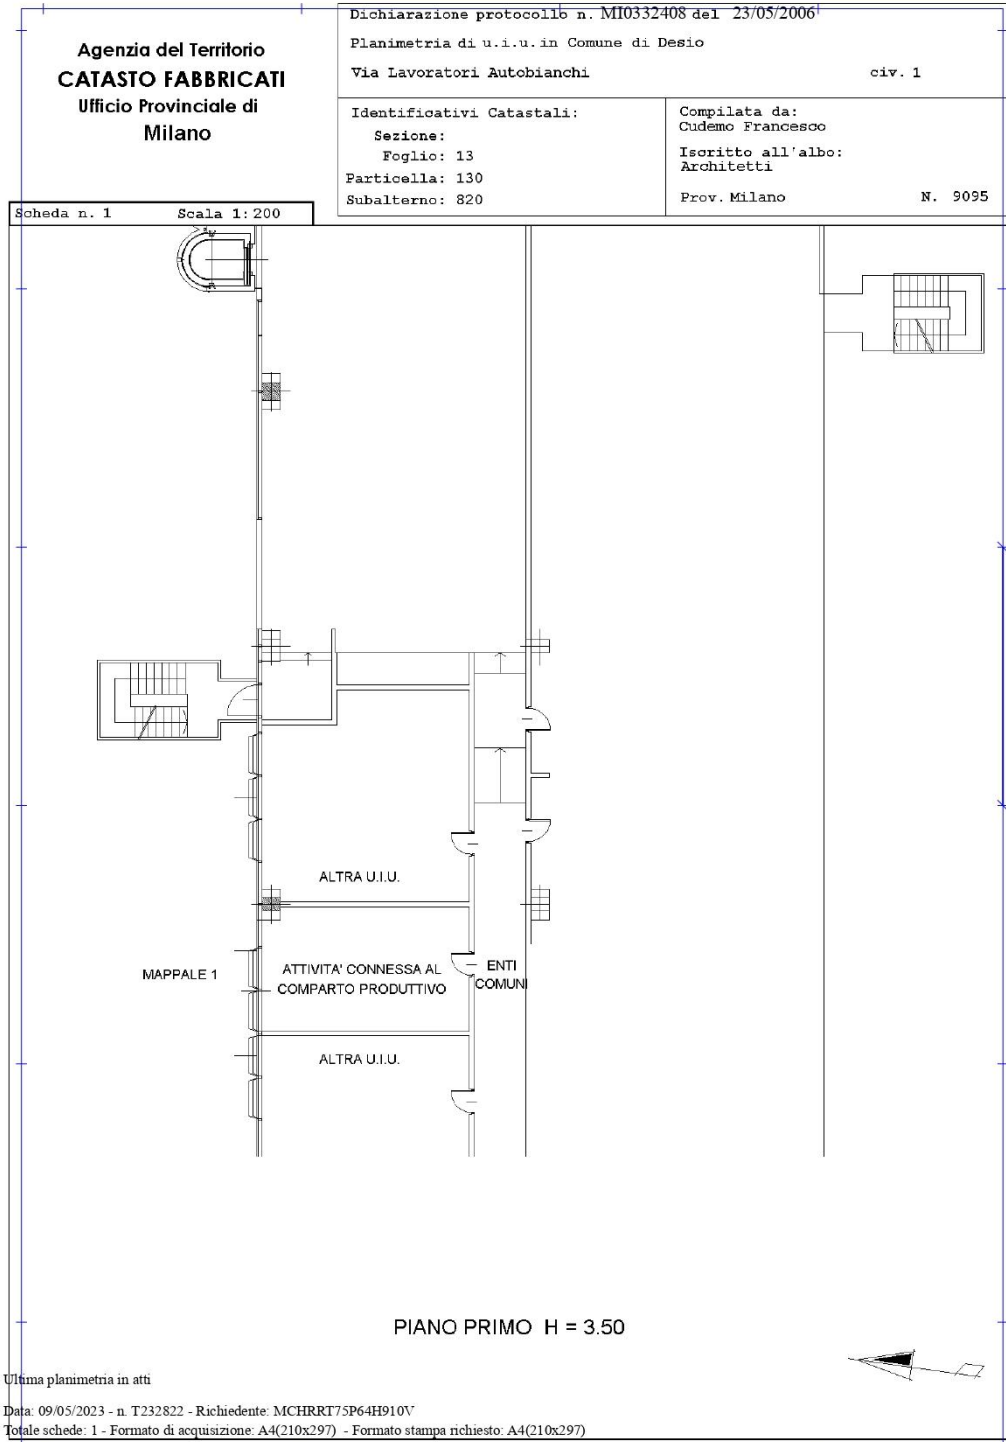 Agenzia del Territorio
CATASTO FABBRICATI
Ufficio Provinciale di
Milano
Dichiarazione protocollo n. MI0332408 del 23/05/2006
Planimetria di u.i.u. in Comune di Desio
Via Lavoratori Autobianchi civ. 1
Identificativi Catastali:
Sezione:
Foglio: 13
Particella: 130
Subalterno: 820
Compilata da:
Cudemo Francesco
Iscritto all'albo:
Architetti
Prov. Milano N. 9095
Scheda n. 1 Scala 1:200
ALTRA U.I.U.
MAPPALE 1
ATTIVITA' CONNESSA AL
COMPARTO PRODUTTIVO
ENTI
COMUNI
ALTRA U.I.U.
PIANO PRIMO H = 3.50
Ultima planimetria in atti
Data: 09/05/2023 - n. T232822 - Richiedente: MCHRRT75P64H910V
Totale schede: 1 - Formato di acquisizione: A4(210x297) - Formato stampa richiesto: A4(210x297)